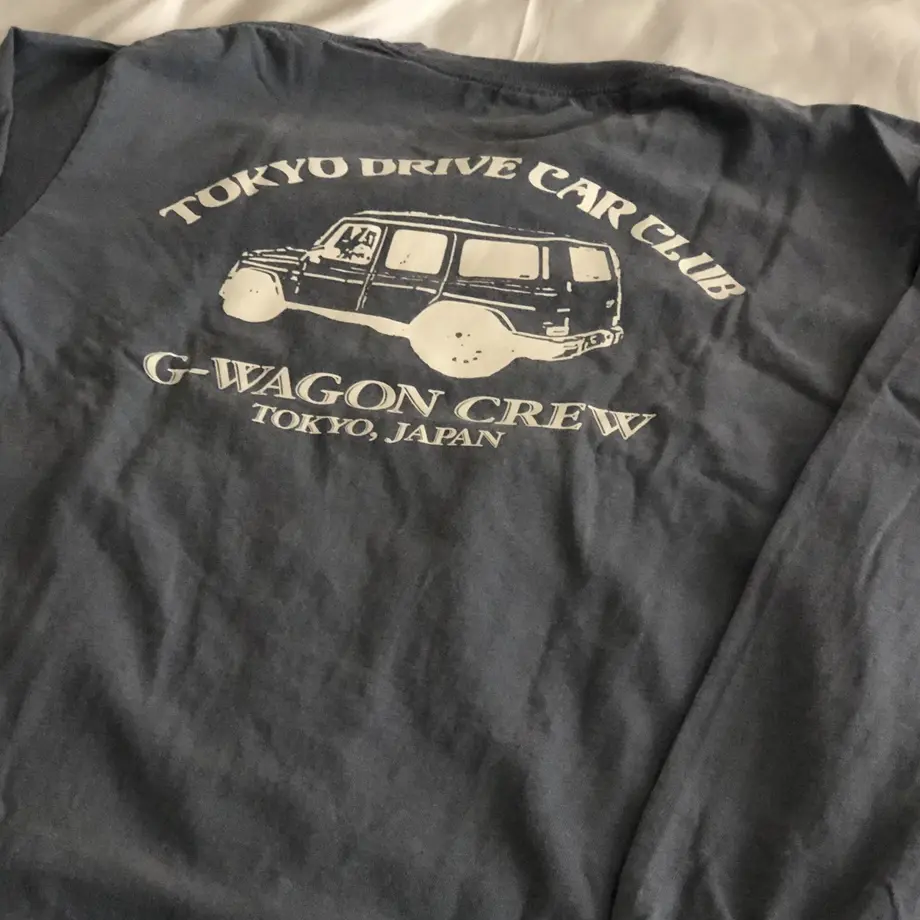 TOKYO DRIVE CAR CLUB
G-WAGON CREW
TOKYO, JAPAN